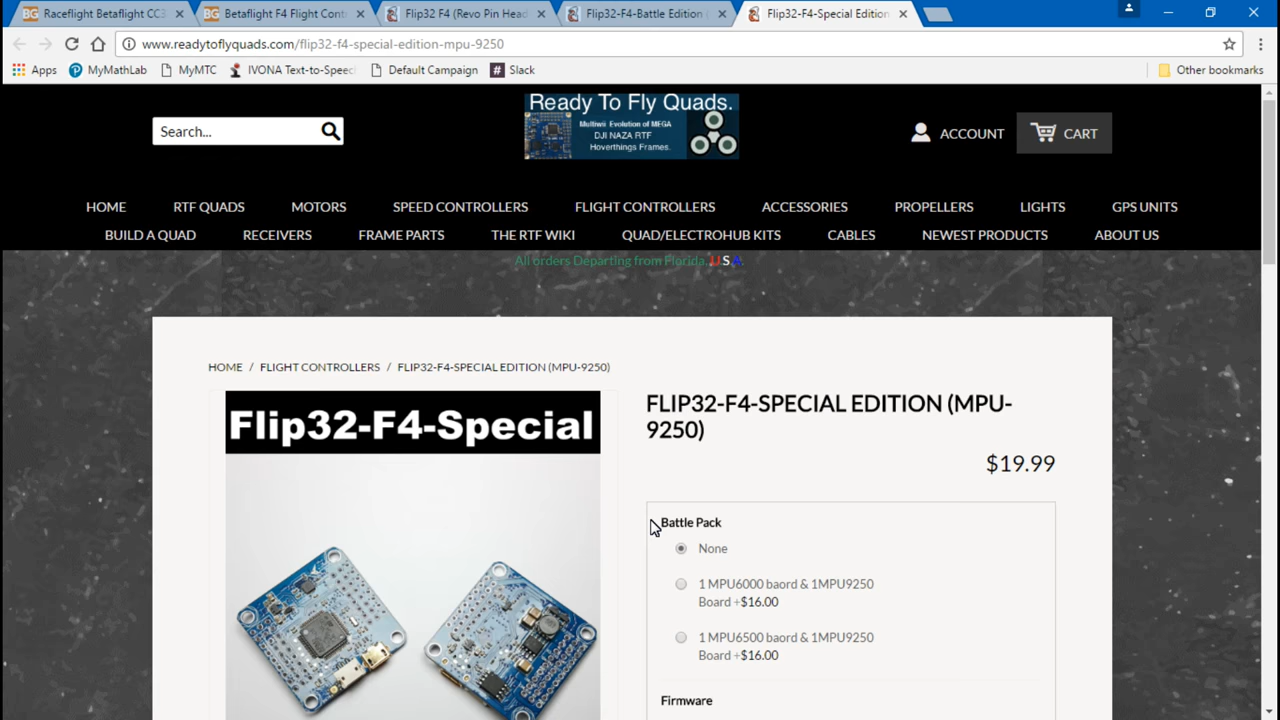 Raceflight Betaflight CC3
Betaflight F4 Flight Cont
Flip32 F4 (Revo Pin Head
Flip32-F4-Battle Edition
Flip32-F4-Special Edition
www.readytoflyquads.com/flip32-f4-special-edition-mpu-9250
Apps
MyMathLab
MyMTC
IVONA Text-to-Speec
Default Campaign
Slack
Other bookmarks
Search...
Ready To Fly Quads.
Multiwii Evolution of MEGA
DJI NAZA RTF
Hoverthings Frames.
ACCOUNT
CART
HOME RTF QUADS MOTORS SPEED CONTROLLERS FLIGHT CONTROLLERS ACCESSORIES PROPELLERS LIGHTS GPS UNITS
BUILD A QUAD RECEIVERS FRAME PARTS THE RTF WIKI QUAD/ELECTROHUB KITS CABLES NEWEST PRODUCTS ABOUT US
All orders Departing from Florida, U.S.A.
HOME / FLIGHT CONTROLLERS / FLIP32-F4-SPECIAL EDITION (MPU-9250)
Flip32-F4-Special
FLIP32-F4-SPECIAL EDITION (MPU-
9250)
$19.99
Battle Pack
None
1 MPU6000 baord & 1MPU9250
Board +$16.00
1 MPU6500 baord & 1MPU9250
Board +$16.00
Firmware